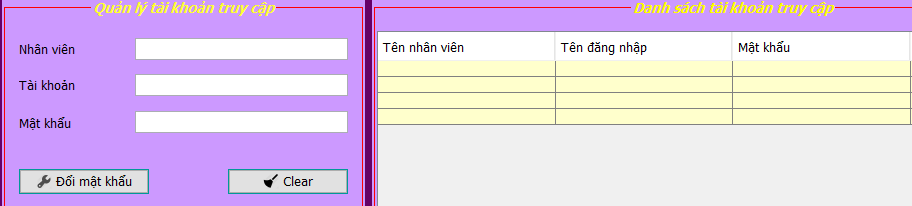 Quản lý tài khoản truy cập
Nhân viên
Tài khoản
Mật khẩu
Đổi mật khẩu
Clear
Danh sách tài khoản truy cập
Tên nhân viên
Tên đăng nhập
Mật khẩu